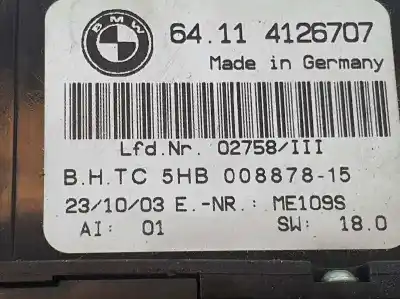 BMW
64.11 4126707
Made in Germany
Lfd.Nr. 02758/III
B.H.TC 5HB 008878-15
23/10/03 E.-NR.: ME109S
AI: 01 SW: 18.0